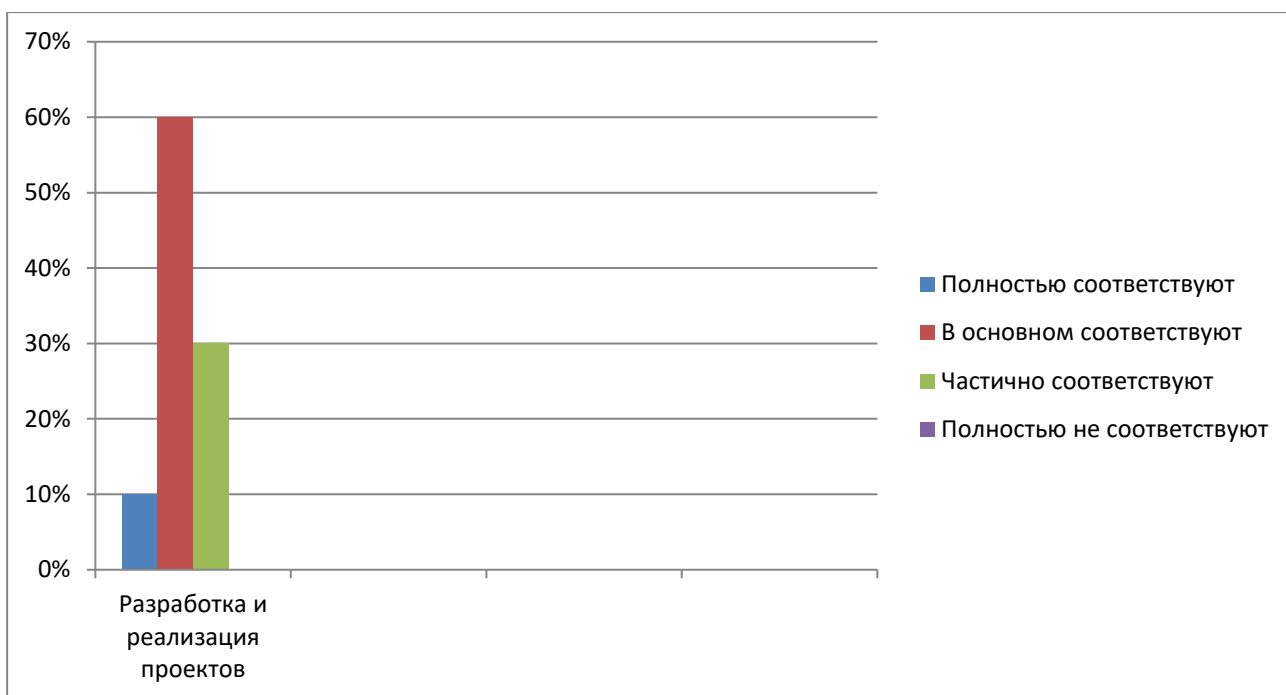 70%
60%
50%
40%
30%
20%
10%
0%
Разработка и
реализация
проектов
Полностью соответствуют
В основном соответствуют
Частично соответствуют
Полностью не соответствуют